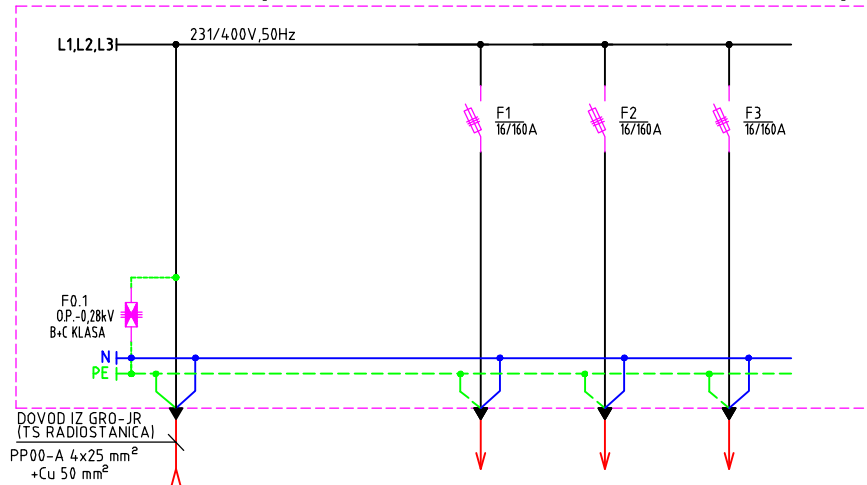 L1,L2,L3
231/400V,50Hz
F1
16/160A
F2
16/160A
F3
16/160A
F0.1
O.P.-0,28kV
B+C KLASA
N
PE
DOVOD IZ GRO-JR
(TS RADIOSTANICA)
PP00-A 4x25 mm²
+Cu 50 mm²